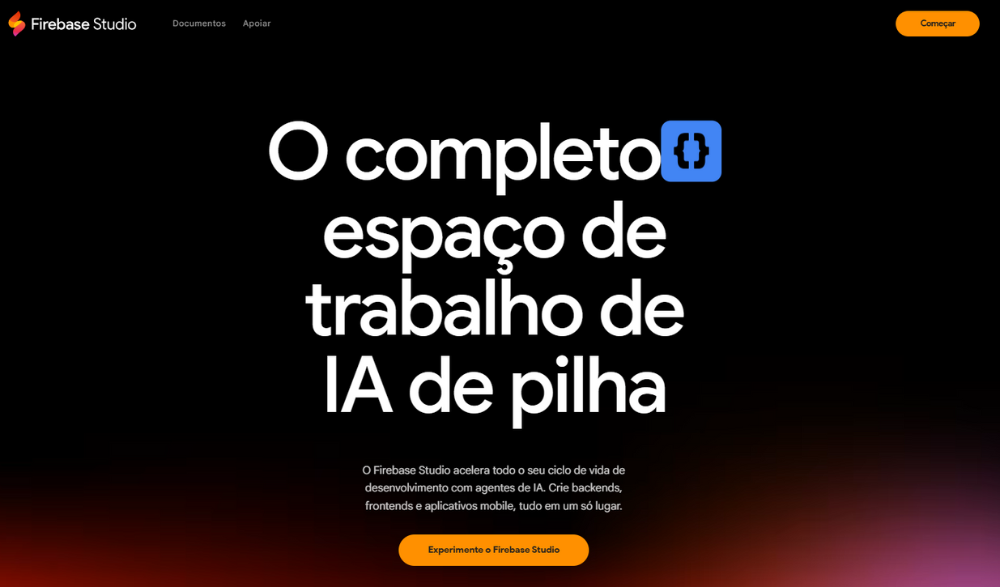 Firebase Studio
Documentos
Apoiar
Começar
O completo {}
espaço de
trabalho de
IA de pilha
O Firebase Studio acelera todo o seu ciclo de vida de
desenvolvimento com agentes de IA. Crie backends,
frontends e aplicativos mobile, tudo em um só lugar.
Experimente o Firebase Studio